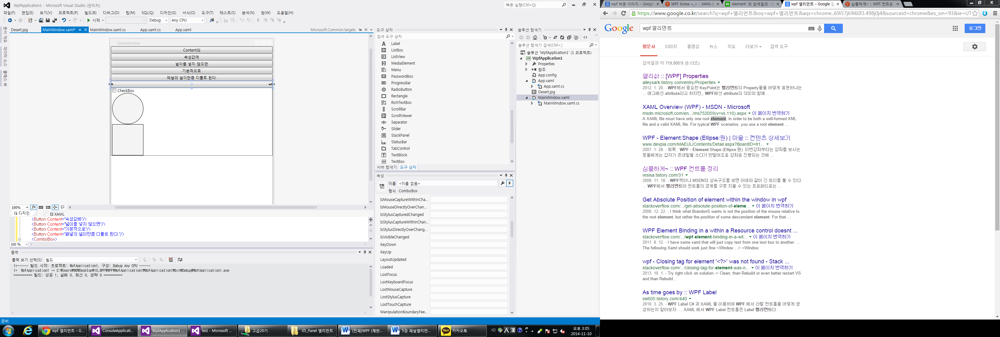 WpfApplication1 - Microsoft Visual Studio (관리자)
빠른 실행(Ctrl+Q)
파일(F) 편집(E) 보기(V) 프로젝트(P) 빌드(B) 디버그(D) 팀(M) SQL(Q) 디자인(G) 서식(O) 도구(T) 테스트(S) 분석(N) 창(W) 도움말(H)
시작 Debug Any CPU
문서 개요
데이터 소스
클래스 뷰
Desert.jpg MainWindow.xaml* MainWindow.xaml.cs App.xaml.cs App.xaml Microsoft.Common.targets
MainWindow
Content의
속성값에
넓이를 넣지 않으면
기본적으로
패널의 넓이만큼 디폴트 된다.
CheckBox
100%
디자인 XAML
<Button Content="속성값에"/>
<Button Content="넓이를 넣지 않으면"/>
<Button Content="기본적으로"/>
<Button Content="패널의 넓이만큼 디폴트 된다."/>
<ComboBox>
100 %
출력
출력 보기 선택(S): 빌드
1>------ 빌드 시작: 프로젝트: WpfApplication1, 구성: Debug Any CPU ------
1>  WpfApplication1 -> C:\Users\WB\Desktop\10_WPF\WPF\WpfApplication1\WpfApplication1\bin\Debug\WpfApplication1.exe
========== 빌드: 성공 1, 실패 0, 최신 0, 생략 0 ==========
준비
도구 상자
검색 도구 상자
Label
ListBox
ListView
MediaElement
Menu
PasswordBox
ProgressBar
RadioButton
Rectangle
RichTextBox
ScrollBar
ScrollViewer
Separator
Slider
StackPanel
StatusBar
TabControl
TextBlock
TextBox
서버 탐색기 도구 상자
속성
이름 <이름 없음>
형식 ComboBox
IsMouseCaptureWithinCha...
IsMouseDirectlyOverChan...
IsStylusCapturedChanged
IsStylusCaptureWithinChan...
IsStylusDirectlyOverChang...
IsVisibleChanged
KeyDown
KeyUp
LayoutUpdated
Loaded
LostFocus
LostKeyboardFocus
LostMouseCapture
LostStylusCapture
LostTouchCapture
ManipulationBoundaryFee...
솔루션 탐색기
솔루션 탐색기 검색(Ctrl+;)
솔루션 'WpfApplication1' (1 프로젝트)
WpfApplication1
Properties
참조
App.config
App.xaml
App.xaml.cs
Desert.jpg
MainWindow.xaml
MainWindow.xaml.cs
wpf 엘리먼트 - G... ConsoleApplicati... WpfApplication1 ... test - Microsoft ... 고급20기 05_Panel 엘리먼트 [전체]WPF (제한... 5장 패널엘리먼... 카카오톡
KO A 漢
오후 3:05
2014-11-10
wpf 버튼 이미지 - Google WPF Korea +_+ :: XAML 'element' 의 검색결과 : 네 wpf 엘리먼트 - Google 검 심플하게~ :: WPF 컨트롤
https://www.google.co.kr/search?q=wpf+엘리먼트&oq=wpf+엘리먼트&aqs=chrome..69i57j69i60l3.498j0j4&sourceid=chrome&es_sm=93&ie=UT
Google wpf 엘리먼트 로그인
웹문서 이미지 동영상 뉴스 지도 더보기 검색 도구
검색결과 약 719,000개 (0.13초)
앨리삵 :: [WPF] Properties
alleysark.tistory.com/entry/Properties
2012. 1. 20. - WPF에서 중요한 KeyPoint는 엘리먼트의 Property들을 어떻게 표현하냐는
... 태그에선 attribute라고 하지만,, WPF에선 attribute의 의미와 함께 ...
XAML Overview (WPF) - MSDN - Microsoft
msdn.microsoft.com/en.../ms752059(v=vs.110).aspx 이 페이지 번역하기
A XAML file must have only one root element, in order to be both a well-formed XML
file and a valid XAML file. For typical WPF scenarios, you use a root element ...
WPF - Element:Shape (Ellipse:원) | 마을 :: 컨텐츠 상세보기
www.devpia.com/MAEUL/Contents/Detail.aspx?BoardID=81...
2007. 1. 28. - 제목 : WPF - Element:Shape (Ellipse:원). 이번강좌부터는 강좌를 보시는
분들에게는 갑자기 존대말을 쓰다가 반말어조로 강좌로 진행되는 것에 ...
심플하게~ :: WPF 컨트롤 정리
resisa.tistory.com/31
2008. 11. 18. - WPF책이나 MSDN의 상속구조를 보면 아래와 같이 긴 트리를 볼 수 있다.
... WPF에서 엘리먼트와 컨트롤의 경계를 구분 지을 수 있는 프로퍼티로는 ...
Get Absolute Position of element within the window in wpf
stackoverflow.com/.../get-absolute-position-of-eleme... 이 페이지 번역하기
2008. 12. 22. - I think what BrandonS wants is not the position of the mouse relative to
the root element, but rather the position of some descendant element. For that ...
WPF Element Binding in a within a Resource control doesnt ...
stackoverflow.com/.../wpf-element-binding-in-a-wit... 이 페이지 번역하기
2011. 8. 12. - I have some xaml that will just copy text from one text box to another: ...
The following Xaml should work just fine <Window ...> <Window.
wpf - Closing tag for element '<?>' was not found - Stack ...
stackoverflow.com/.../closing-tag-for-element-was-n... 이 페이지 번역하기
2013. 10. 1. - Try right click on solution -> Clean, than Rebuild or even better restart VS
and than Rebuild ...
As time goes by :: WPF Label
six605.tistory.com/440
2010. 3. 25. - WPF Label C# 과 XAML 을 이용하여 WPF 에서 라벨 컨트롤을 어떻게 생
성하는지 알아보자. ... XAML 에서 WPF Label 컨트롤은 Label 엘리먼트다.